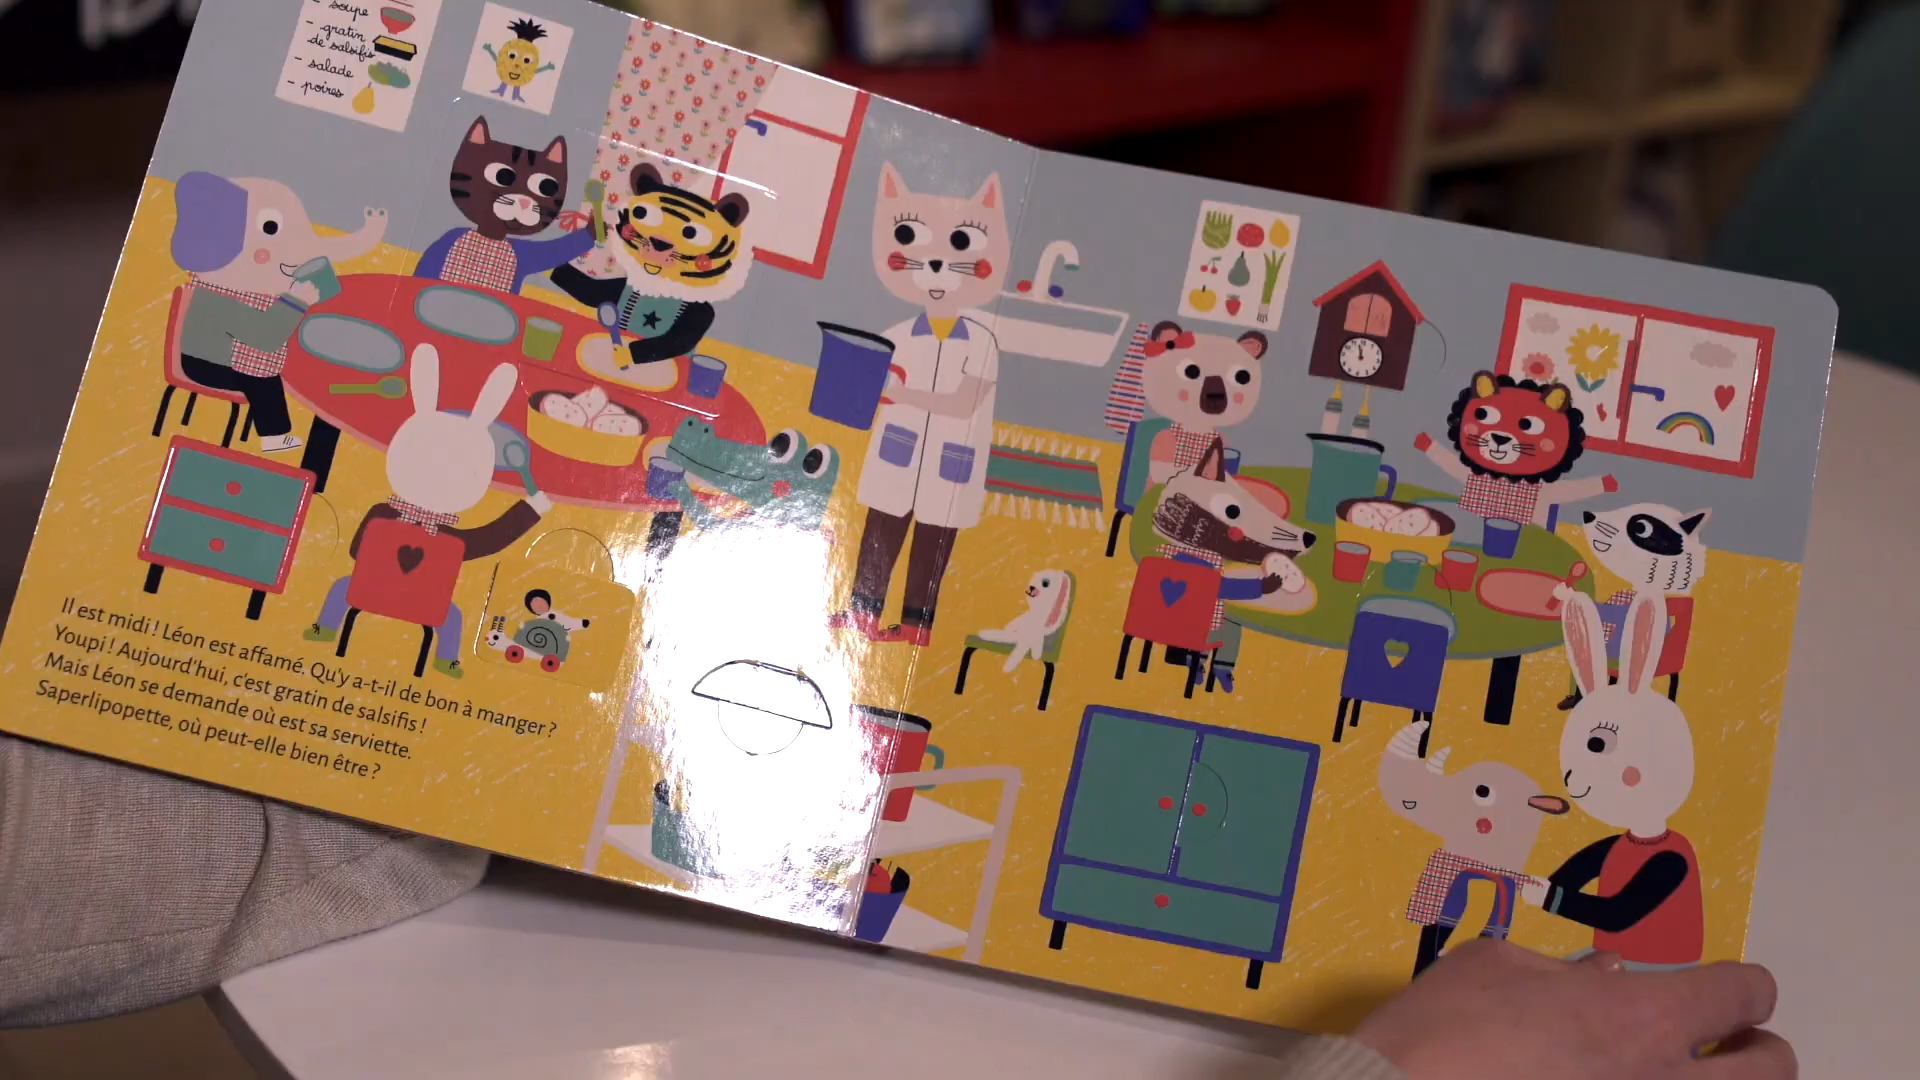 - soupe
- gratin
de salsifis
- salade
- poires
Il est midi ! Léon est affamé. Qu'y a-t-il de bon à manger ?
Youpi ! Aujourd'hui, c'est gratin de salsifis !
Mais Léon se demande où est sa serviette.
Saperlipopette, où peut-elle bien être ?